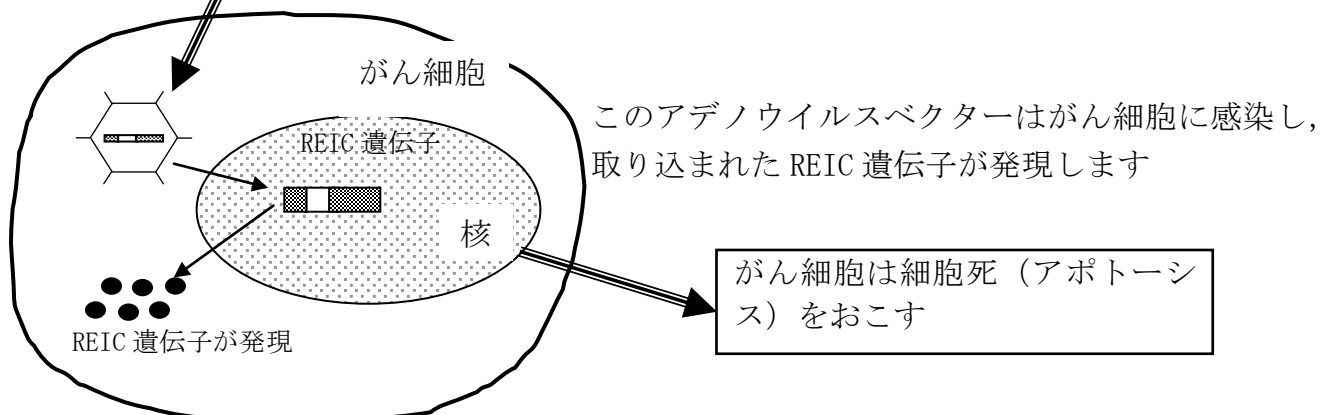 がん細胞
このアデノウイルスベクターはがん細胞に感染し,
取り込まれた REIC 遺伝子が発現します
REIC 遺伝子
核
がん細胞は細胞死（アポトーシ
ス）をおこす
REIC 遺伝子が発現